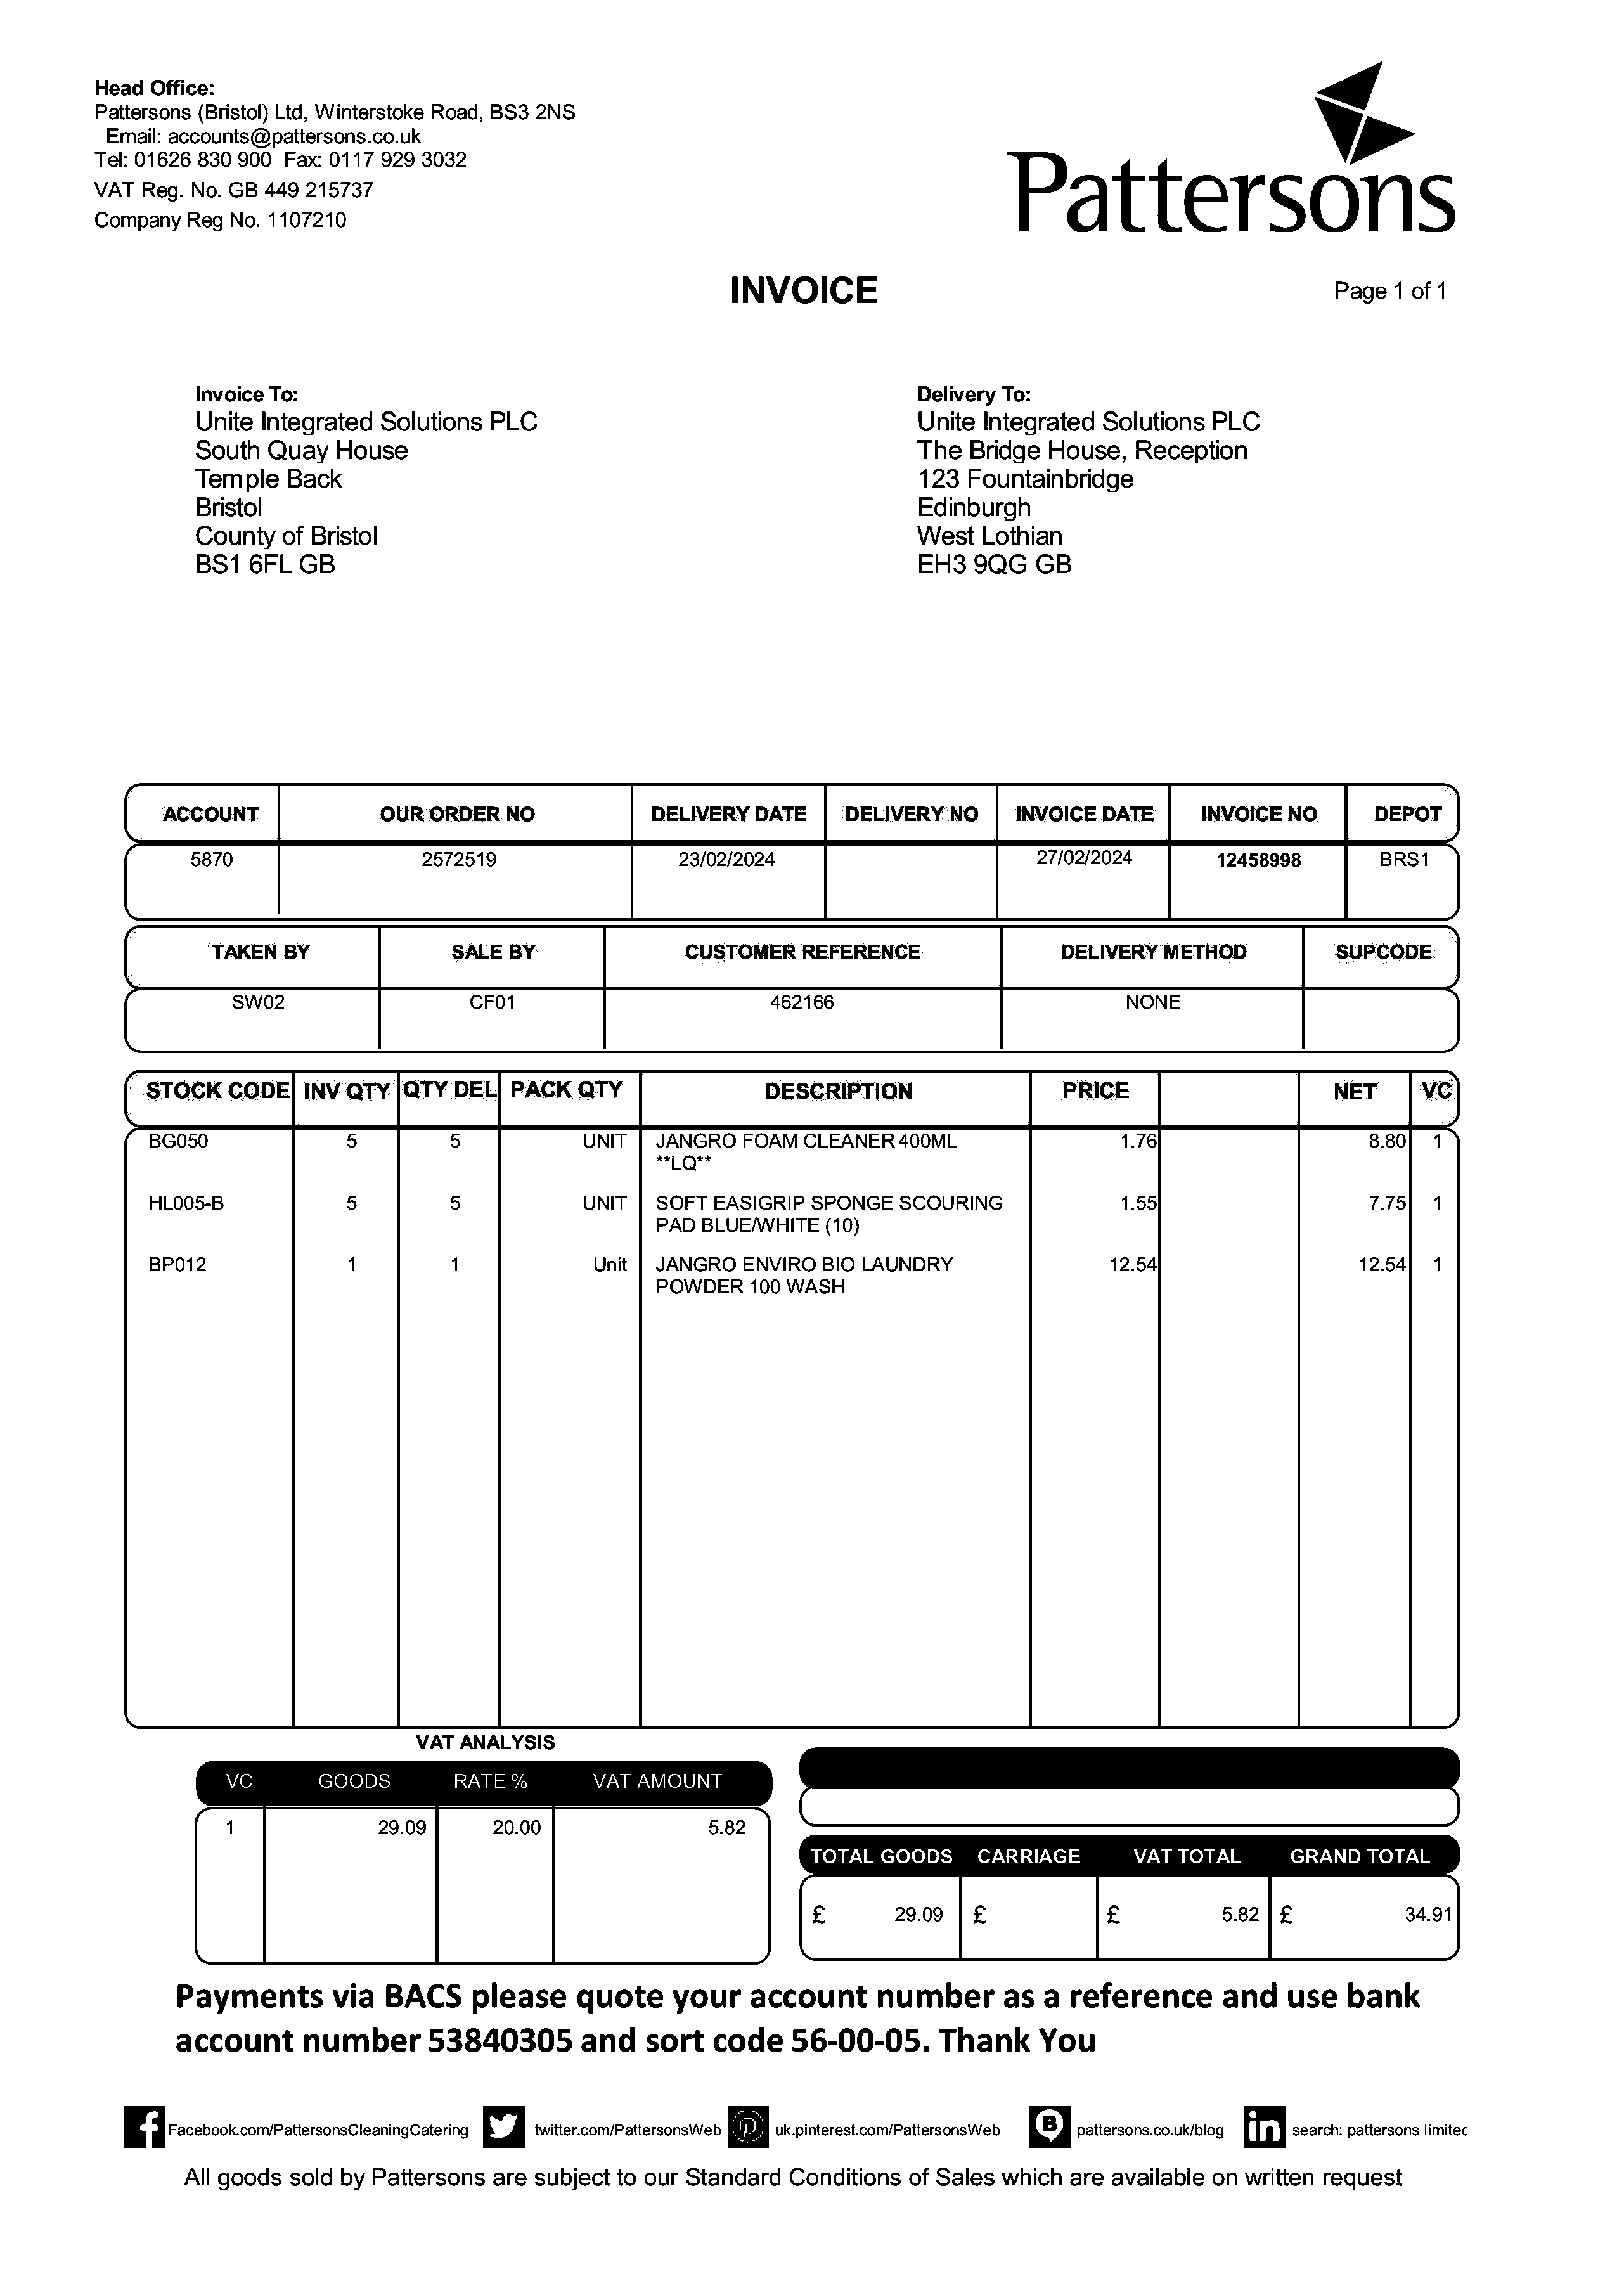 Head Office:
Pattersons (Bristol) Ltd, Winterstoke Road, BS3 2NS
Email: accounts@pattersons.co.uk
Tel: 01626 830 900 Fax: 0117 929 3032
VAT Reg. No. GB 449 215737
Company Reg No. 1107210
Pattersons
INVOICE
Page 1 of 1
Invoice To:
Unite Integrated Solutions PLC
South Quay House
Temple Back
Bristol
County of Bristol
BS1 6FL GB
Delivery To:
Unite Integrated Solutions PLC
The Bridge House, Reception
123 Fountainbridge
Edinburgh
West Lothian
EH3 9QG GB
ACCOUNT OUR ORDER NO DELIVERY DATE DELIVERY NO INVOICE DATE INVOICE NO DEPOT
5870 2572519 23/02/2024 27/02/2024 12458998 BRS1
TAKEN BY SALE BY CUSTOMER REFERENCE DELIVERY METHOD SUPCODE
SW02 CF01 462166 NONE
STOCK CODE INV QTY QTY DEL PACK QTY DESCRIPTION PRICE NET VC
BG050 5 5 UNIT JANGRO FOAM CLEANER 400ML 1.76 8.80 1
**LQ**
HL005-B 5 5 UNIT SOFT EASIGRIP SPONGE SCOURING 1.55 7.75 1
PAD BLUE/WHITE (10)
BP012 1 1 Unit JANGRO ENVIRO BIO LAUNDRY 12.54 12.54 1
POWDER 100 WASH
VAT ANALYSIS
VC GOODS RATE % VAT AMOUNT
1 29.09 20.00 5.82
TOTAL GOODS CARRIAGE VAT TOTAL GRAND TOTAL
£ 29.09 £ £ 5.82 £ 34.91
Payments via BACS please quote your account number as a reference and use bank
account number 53840305 and sort code 56-00-05. Thank You
Facebook.com/PattersonsCleaningCatering twitter.com/PattersonsWeb uk.pinterest.com/PattersonsWeb pattersons.co.uk/blog in search: pattersons limitec
All goods sold by Pattersons are subject to our Standard Conditions of Sales which are available on written request